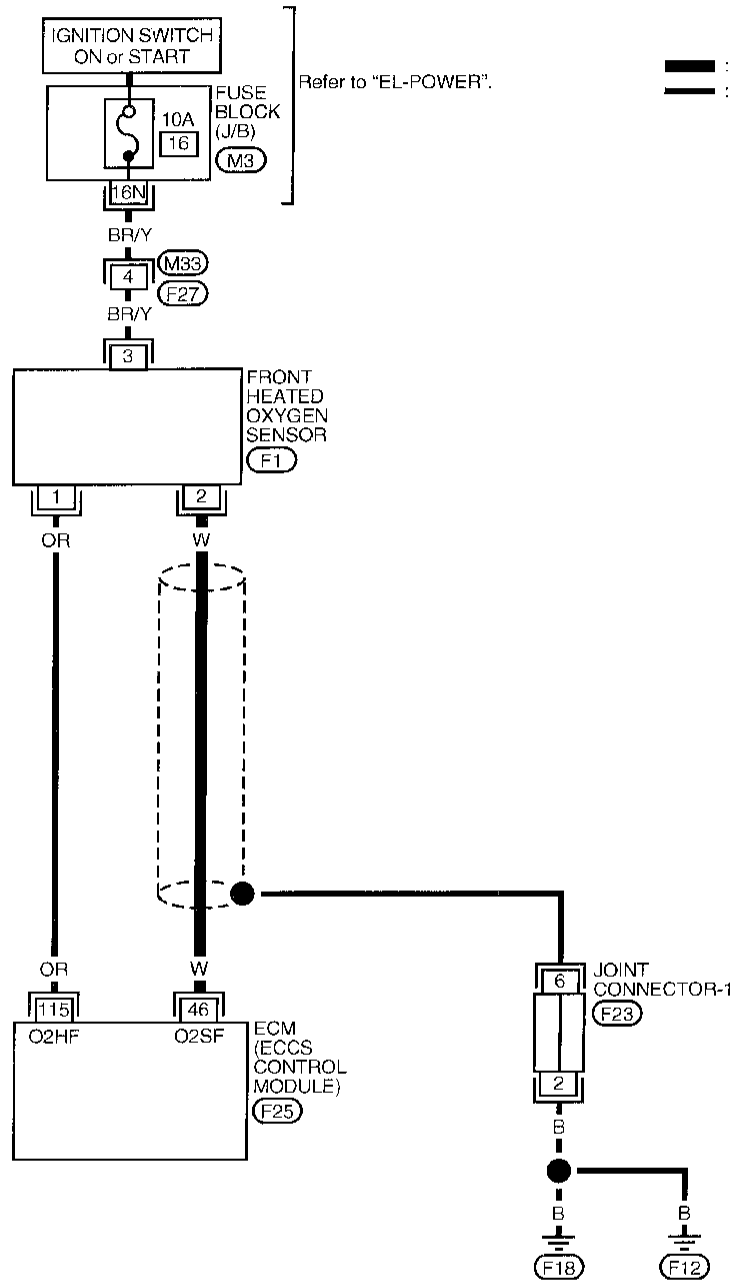 IGNITION SWITCH
ON or START
Refer to "EL-POWER".
:
:
FUSE
BLOCK
(J/B)
10A
16
M3
16N
BR/Y
M33
4
F27
BR/Y
3
FRONT
HEATED
OXYGEN
SENSOR
F1
1
2
OR
W
OR
W
115
46
O2HF
O2SF
ECM
(ECCS
CONTROL
MODULE)
F25
6
JOINT
CONNECTOR-1
F23
2
B
B
B
F18
F12